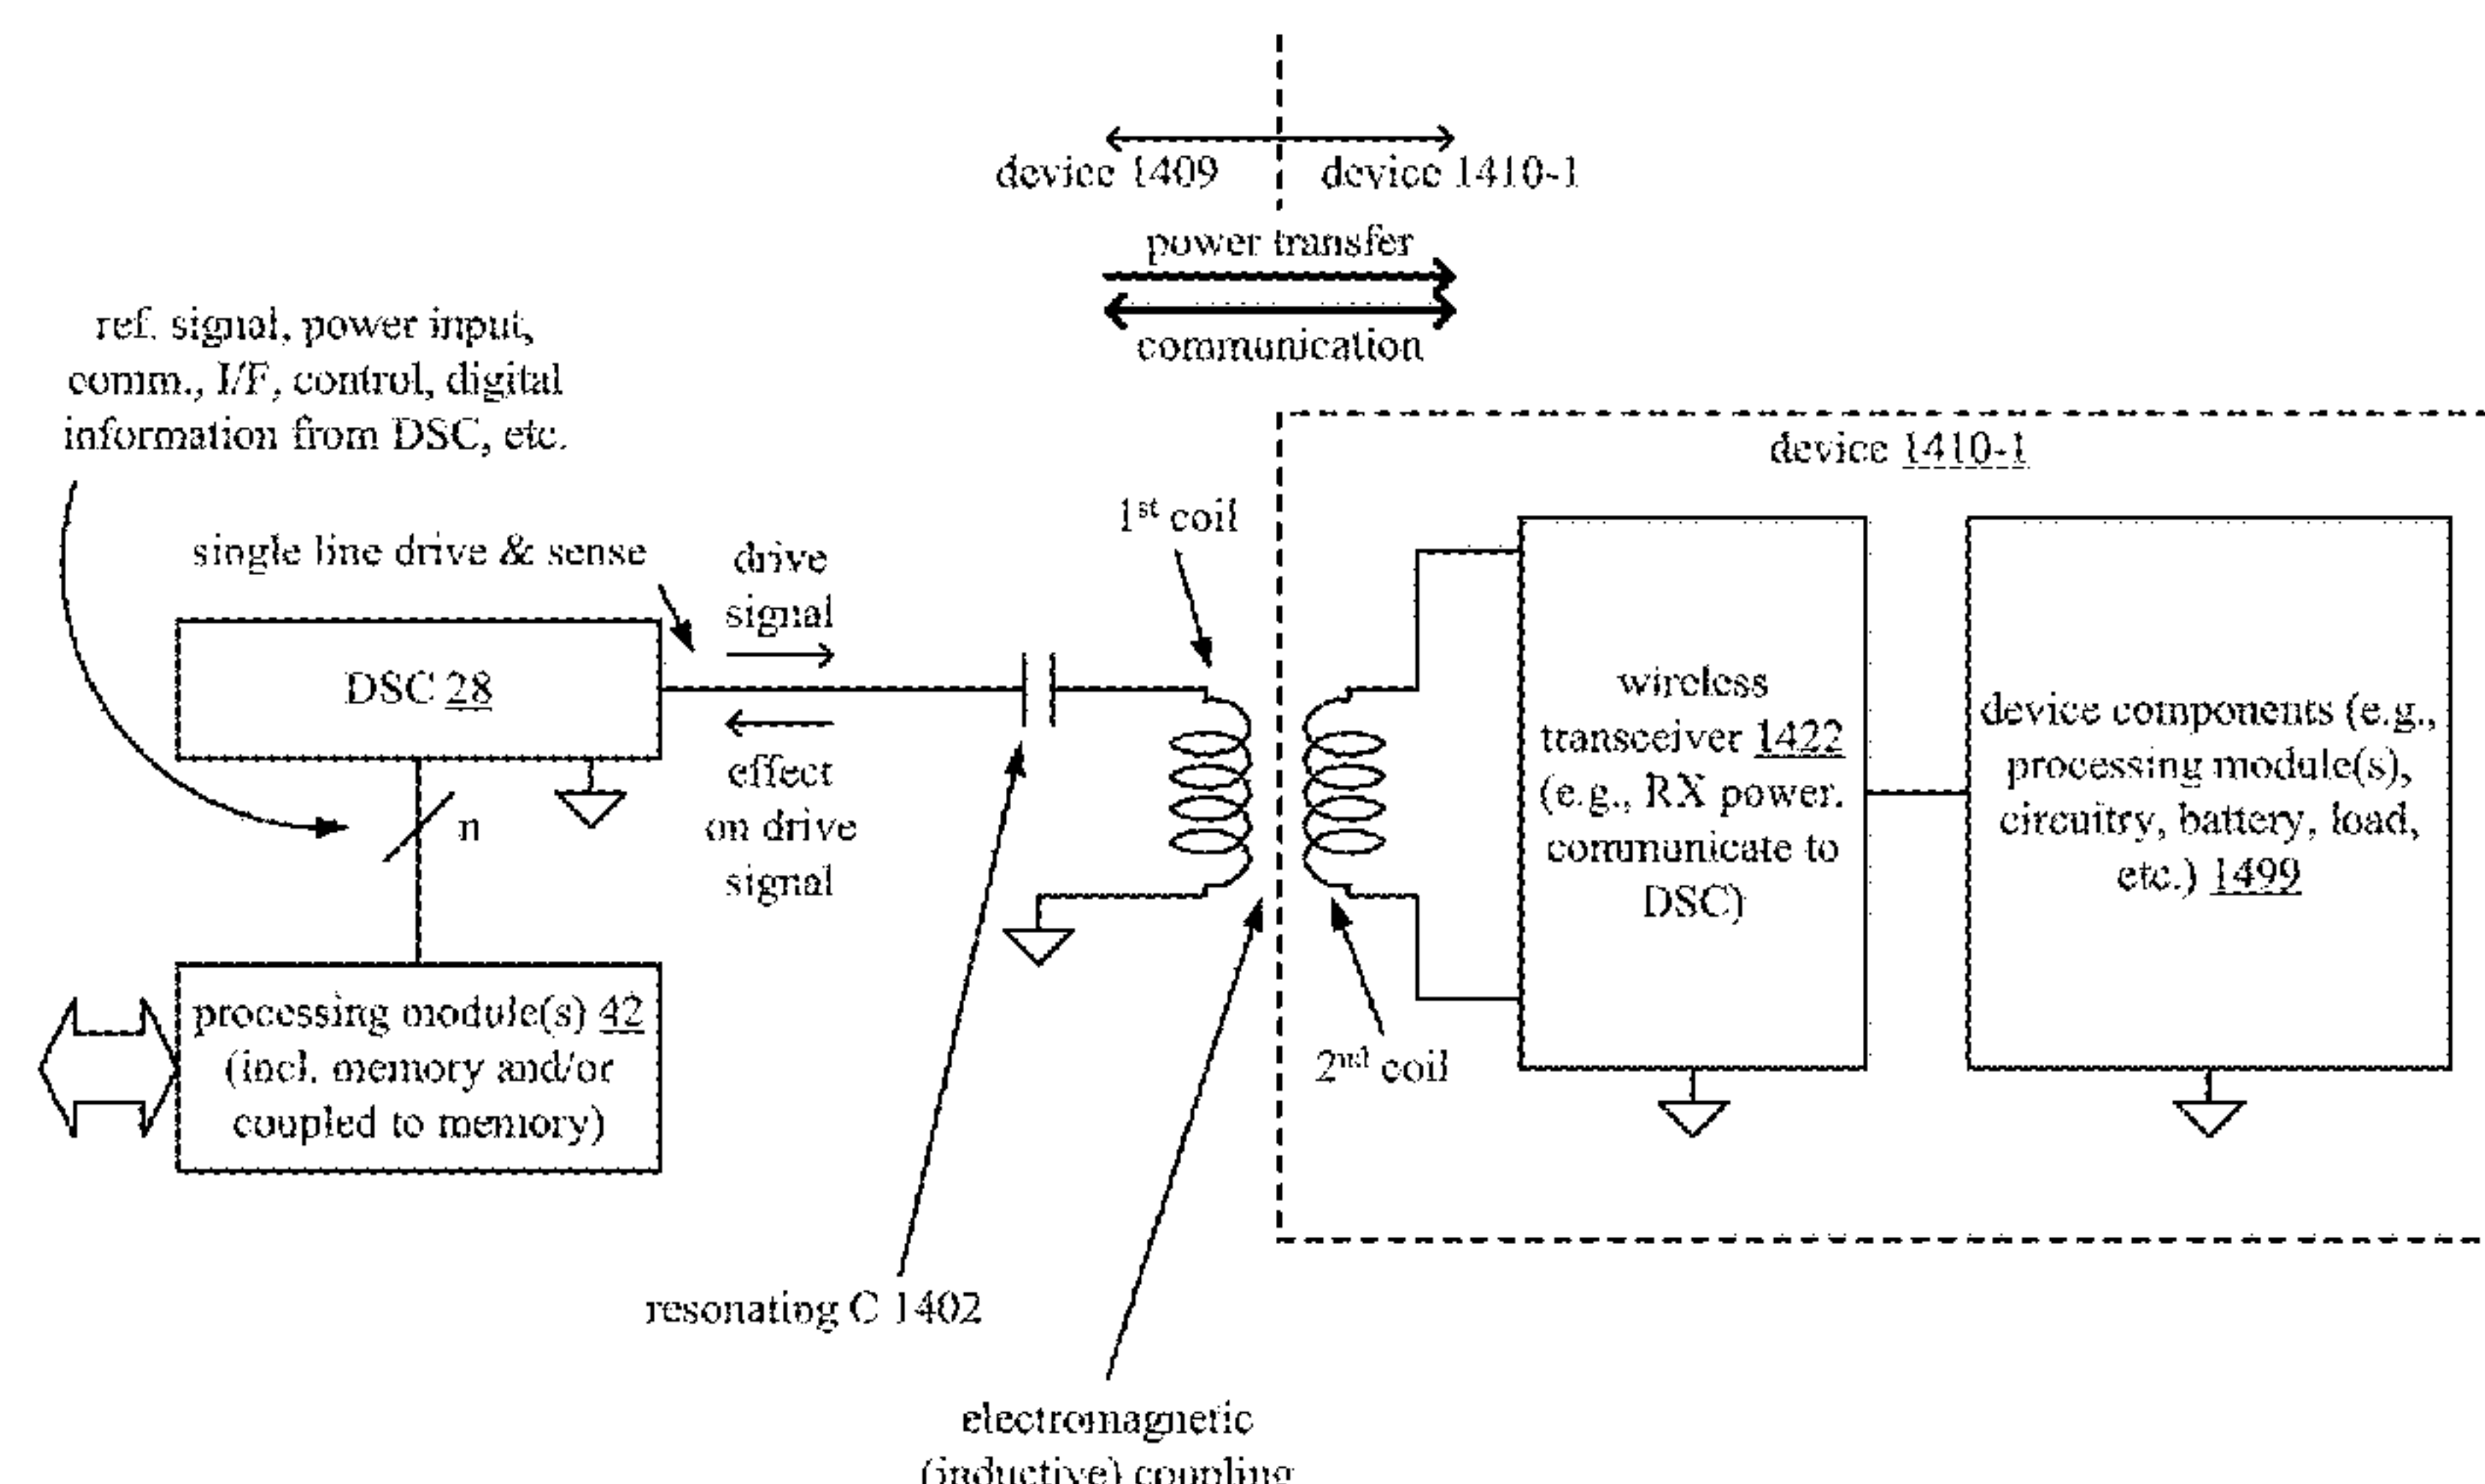 device 1409
device 1410-1
power transfer
communication
ref. signal, power input,
comm., I/F, control, digital
information from DSC, etc.
device 1410-1
1st coil
single line drive & sense
drive
signal
DSC 28
effect
on drive
signal
n
wireless
transceiver 1422
(e.g., RX power.
communicate to
DSC)
device components (e.g.,
processing module(s),
circuitry, battery, load,
etc.) 1499
processing module(s) 42
(incl. memory and/or
coupled to memory)
2nd coil
resonating C 1402
electromagnetic
(inductive) coupling